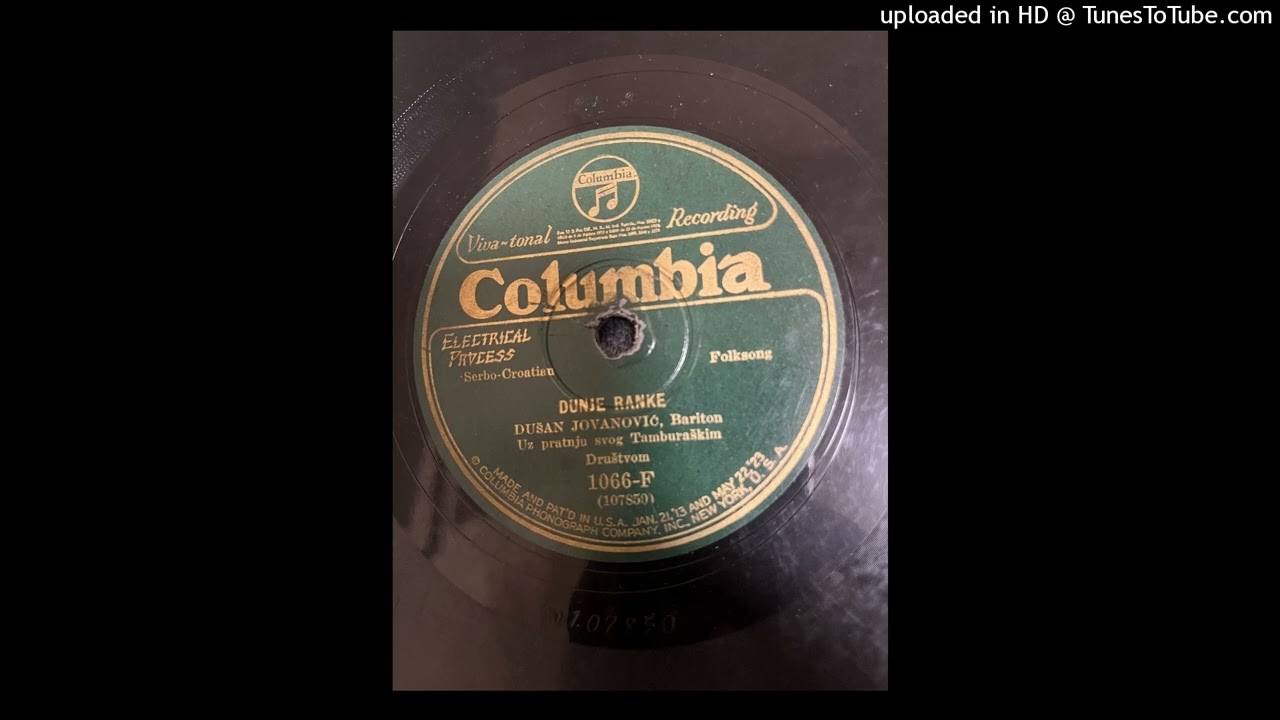 uploaded in HD @ TunesToTube.com
Columbia
Viva-tonal Recording
Columbia
ELECTRICAL
PROCESS
Serbo-Croatian
Folksong
DUNJE RANKE
DUŠAN JOVANOVIĆ, Bariton
Uz pratnju svog Tamburaškim
Društvom
1066-F
(107850)
MADE AND PAT'D IN U.S.A. JAN. 21,'13 AND MAY 22,'23
© COLUMBIA PHONOGRAPH COMPANY, INC., NEW YORK, U. S. A.
107850